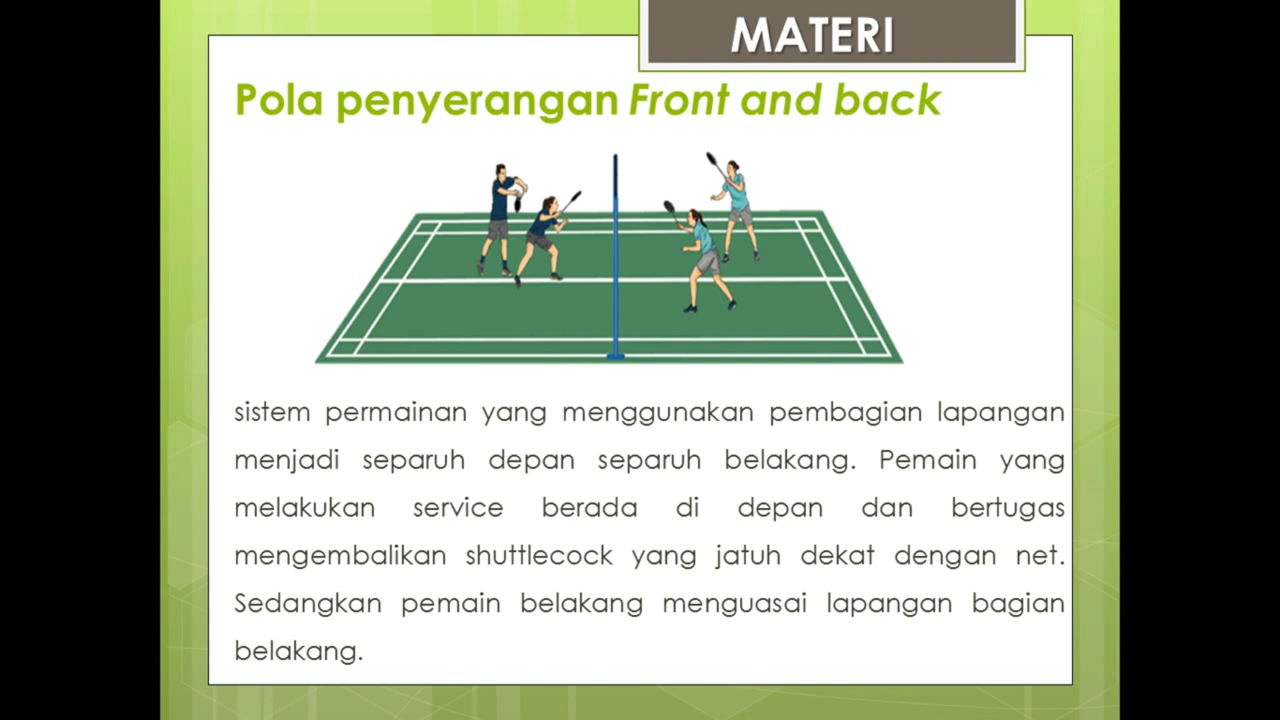 MATERI
Pola penyerangan Front and back
sistem permainan yang menggunakan pembagian lapangan
menjadi separuh depan separuh belakang. Pemain yang
melakukan service berada di depan dan bertugas
mengembalikan shuttlecock yang jatuh dekat dengan net.
Sedangkan pemain belakang menguasai lapangan bagian
belakang.